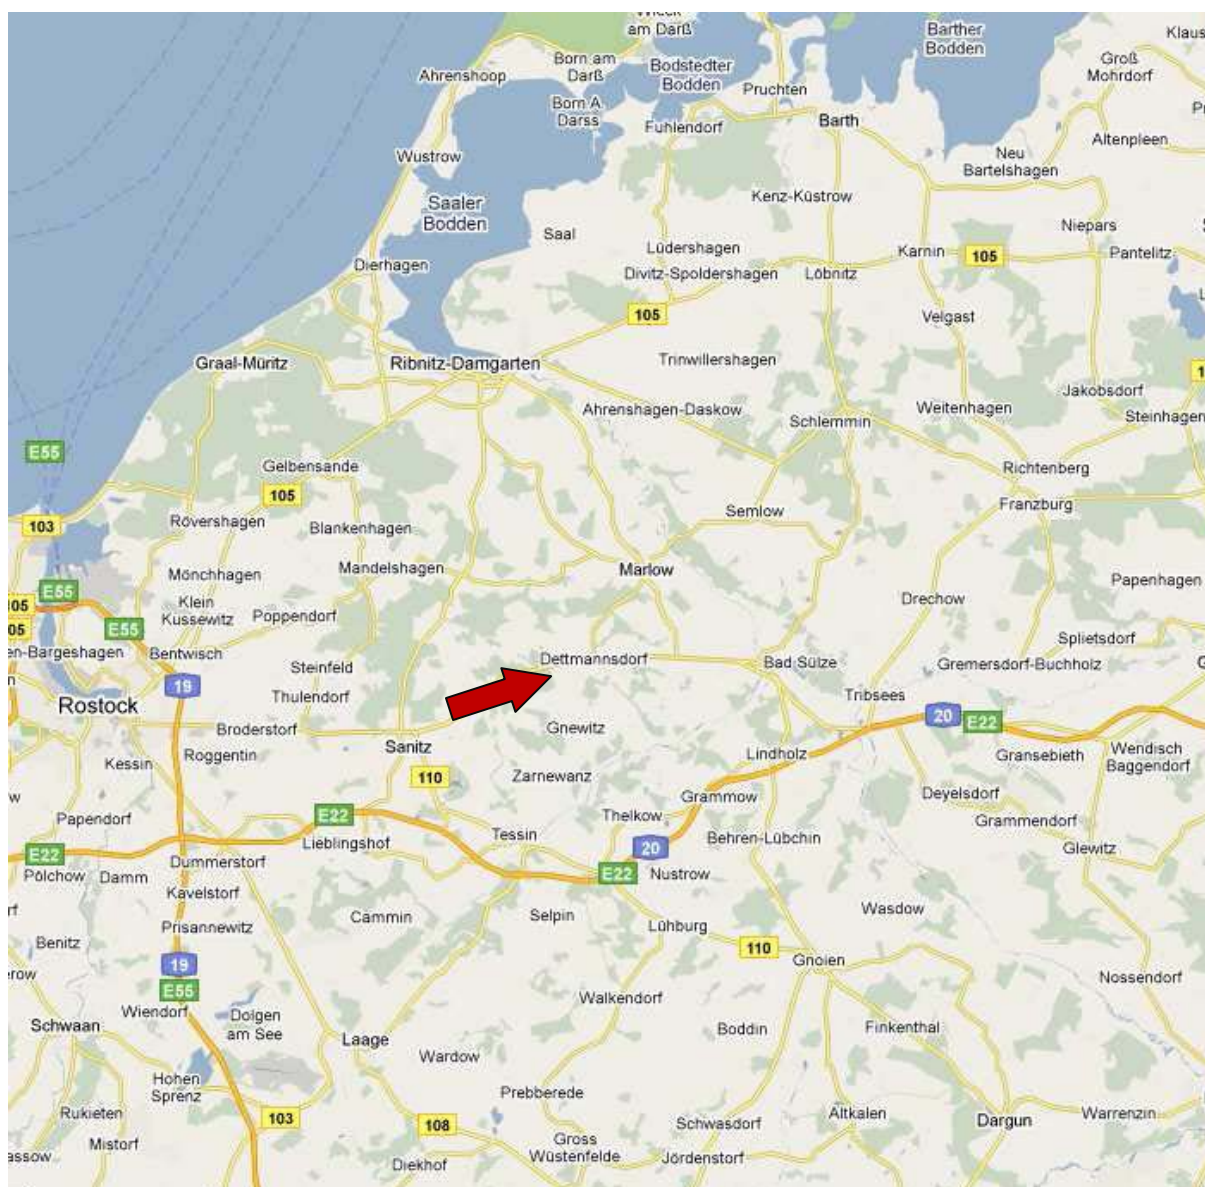 Wieck
am Darß
Barther
Bodden
Klaus
Born am
Darß
Bodstedter
Bodden
Groß
Mohrdorf
Ahrenshoop
Pruchten
Born A.
Darss
Fuhlendorf
Barth
Altenpleen
Wustrow
Neu
Bartelshagen
Saaler
Bodden
Kenz-Küstrow
Saal
Niepars
Lüdershagen
Karnin
105
Pantelitz
Dierhagen
Divitz-Spoldershagen
Löbnitz
105
Velgast
Graal-Müritz
Ribnitz-Damgarten
Trinwillershagen
Jakobsdorf
Ahrenshagen-Daskow
Weitenhagen
Schlemmin
Steinhagen
E55
Gelbensande
Richtenberg
105
Franzburg
103
Rövershagen
Blankenhagen
Semlow
Mandelshagen
Marlow
Mönchhagen
Papenhagen
E55
105
Klein
Kussewitz
Poppendorf
Drechow
E55
05
Splietsdorf
en-Bargeshagen
Bentwisch
Steinfeld
Dettmannsdorf
Bad Sülze
Gremersdorf-Buchholz
19
Thulendorf
Tribsees
Rostock
20
E22
Broderstorf
Gnewitz
Sanitz
Roggentin
Kessin
110
Zarnewanz
Lindholz
Gransebieth
Wendisch
Baggendorf
Grammow
Deyelsdorf
Papendorf
E22
Thelkow
Grammendorf
Tessin
Lieblingshof
Behren-Lübchin
20
Glewitz
E22
Dummerstorf
Pölchow
Damm
E22
Nustrow
Kavelstorf
Cammin
Selpin
Wasdow
Prisannewitz
Lühburg
Benitz
110
Gnoien
19
erow
Nossendorf
E55
Walkendorf
Wiendorf
Dolgen
am See
Schwaan
Boddin
Finkenthal
Laage
Wardow
Hohen
Sprenz
Prebberede
Rukieten
103
Altkalen
Warrenzin
108
Schwasdorf
Dargun
Mistorf
Gross
Wüstenfelde
assow
Diekhof
Jördenstorf